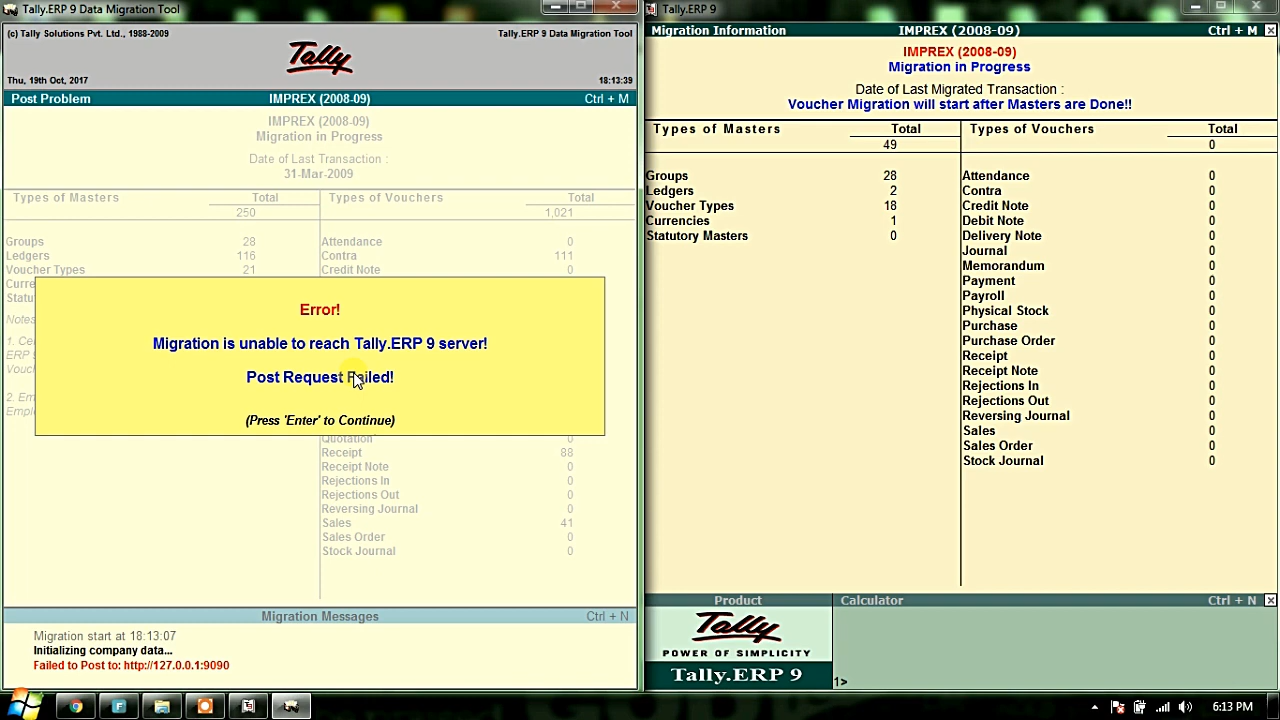 Tally.ERP 9 Data Migration Tool
(c) Tally Solutions Pvt. Ltd., 1988-2009
Tally.ERP 9 Data Migration Tool
Tally
Thu, 19th Oct, 2017
18:13:39
Post Problem
IMPREX (2008-09)
Ctrl + M
IMPREX (2008-09)
Migration in Progress
Date of Last Transaction :
31-Mar-2009
Types of Masters Total Types of Vouchers Total
250 1,021
Groups 28 Attendance 0
Ledgers 116 Contra 111
Voucher Types 21 Credit Note 0
Error!
Migration is unable to reach Tally.ERP 9 server!
Post Request Failed!
(Press 'Enter' to Continue)
Quotation 0
Receipt 88
Receipt Note 0
Rejections In 0
Rejections Out 0
Reversing Journal 0
Sales 41
Sales Order 0
Stock Journal 0
Migration Messages Ctrl + N
Migration start at 18:13:07
Initializing company data...
Failed to Post to: http://127.0.0.1:9090
Tally.ERP 9
Migration Information IMPREX (2008-09) Ctrl + M
IMPREX (2008-09)
Migration in Progress
Date of Last Migrated Transaction :
Voucher Migration will start after Masters are Done!!
Types of Masters Total Types of Vouchers Total
49 0
Groups 28 Attendance 0
Ledgers 2 Contra 0
Voucher Types 18 Credit Note 0
Currencies 1 Debit Note 0
Statutory Masters 0 Delivery Note 0
Journal 0
Memorandum 0
Payment 0
Payroll 0
Physical Stock 0
Purchase 0
Purchase Order 0
Receipt 0
Receipt Note 0
Rejections In 0
Rejections Out 0
Reversing Journal 0
Sales 0
Sales Order 0
Stock Journal 0
Product Calculator Ctrl + N
Tally
POWER OF SIMPLICITY
Tally.ERP 9
1>
6:13 PM